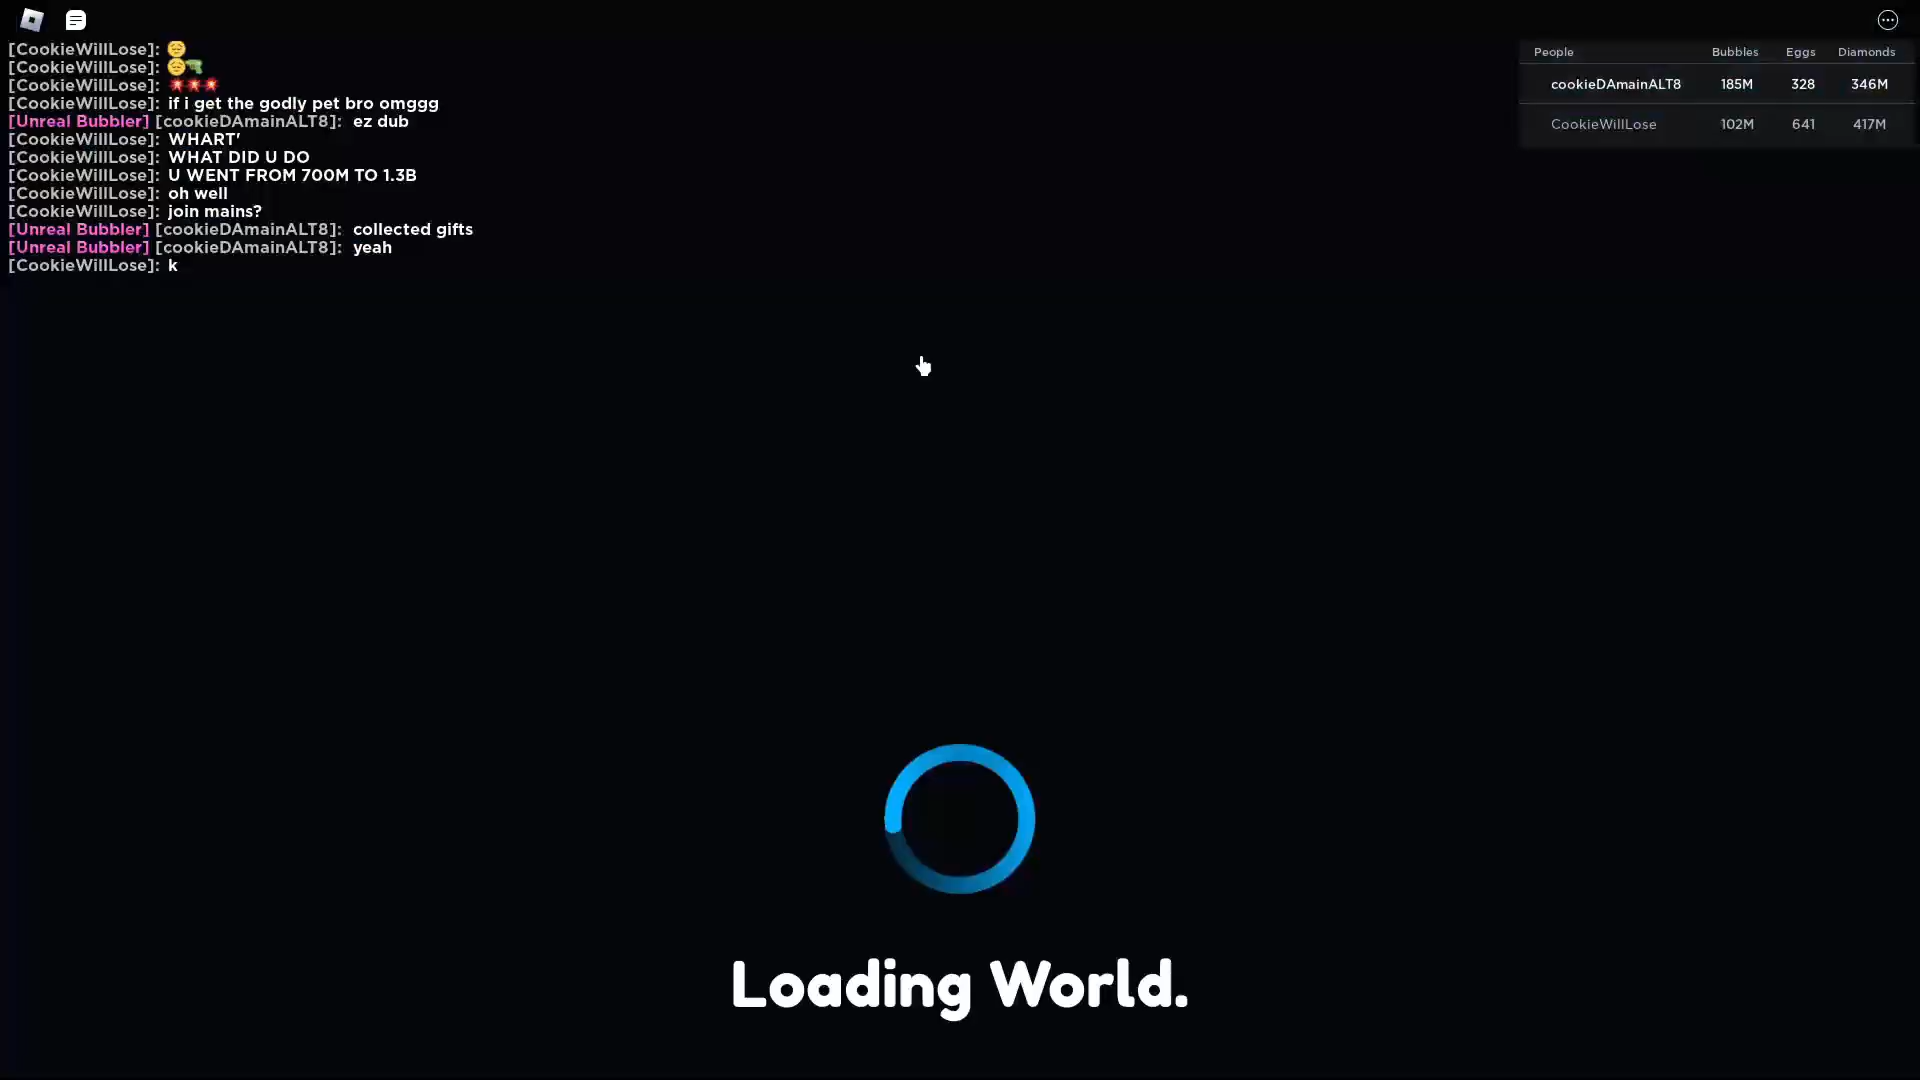 [CookieWillLose]: 😔
[CookieWillLose]: 😔🔫
[CookieWillLose]: 💥💥💥
[CookieWillLose]: if i get the godly pet bro omggg
[Unreal Bubbler] [cookieDAmainALT8]: ez dub
[CookieWillLose]: WHART'
[CookieWillLose]: WHAT DID U DO
[CookieWillLose]: U WENT FROM 700M TO 1.3B
[CookieWillLose]: oh well
[CookieWillLose]: join mains?
[Unreal Bubbler] [cookieDAmainALT8]: collected gifts
[Unreal Bubbler] [cookieDAmainALT8]: yeah
[CookieWillLose]: k
People Bubbles Eggs Diamonds
cookieDAmainALT8 185M 328 346M
CookieWillLose 102M 641 417M
Loading World.